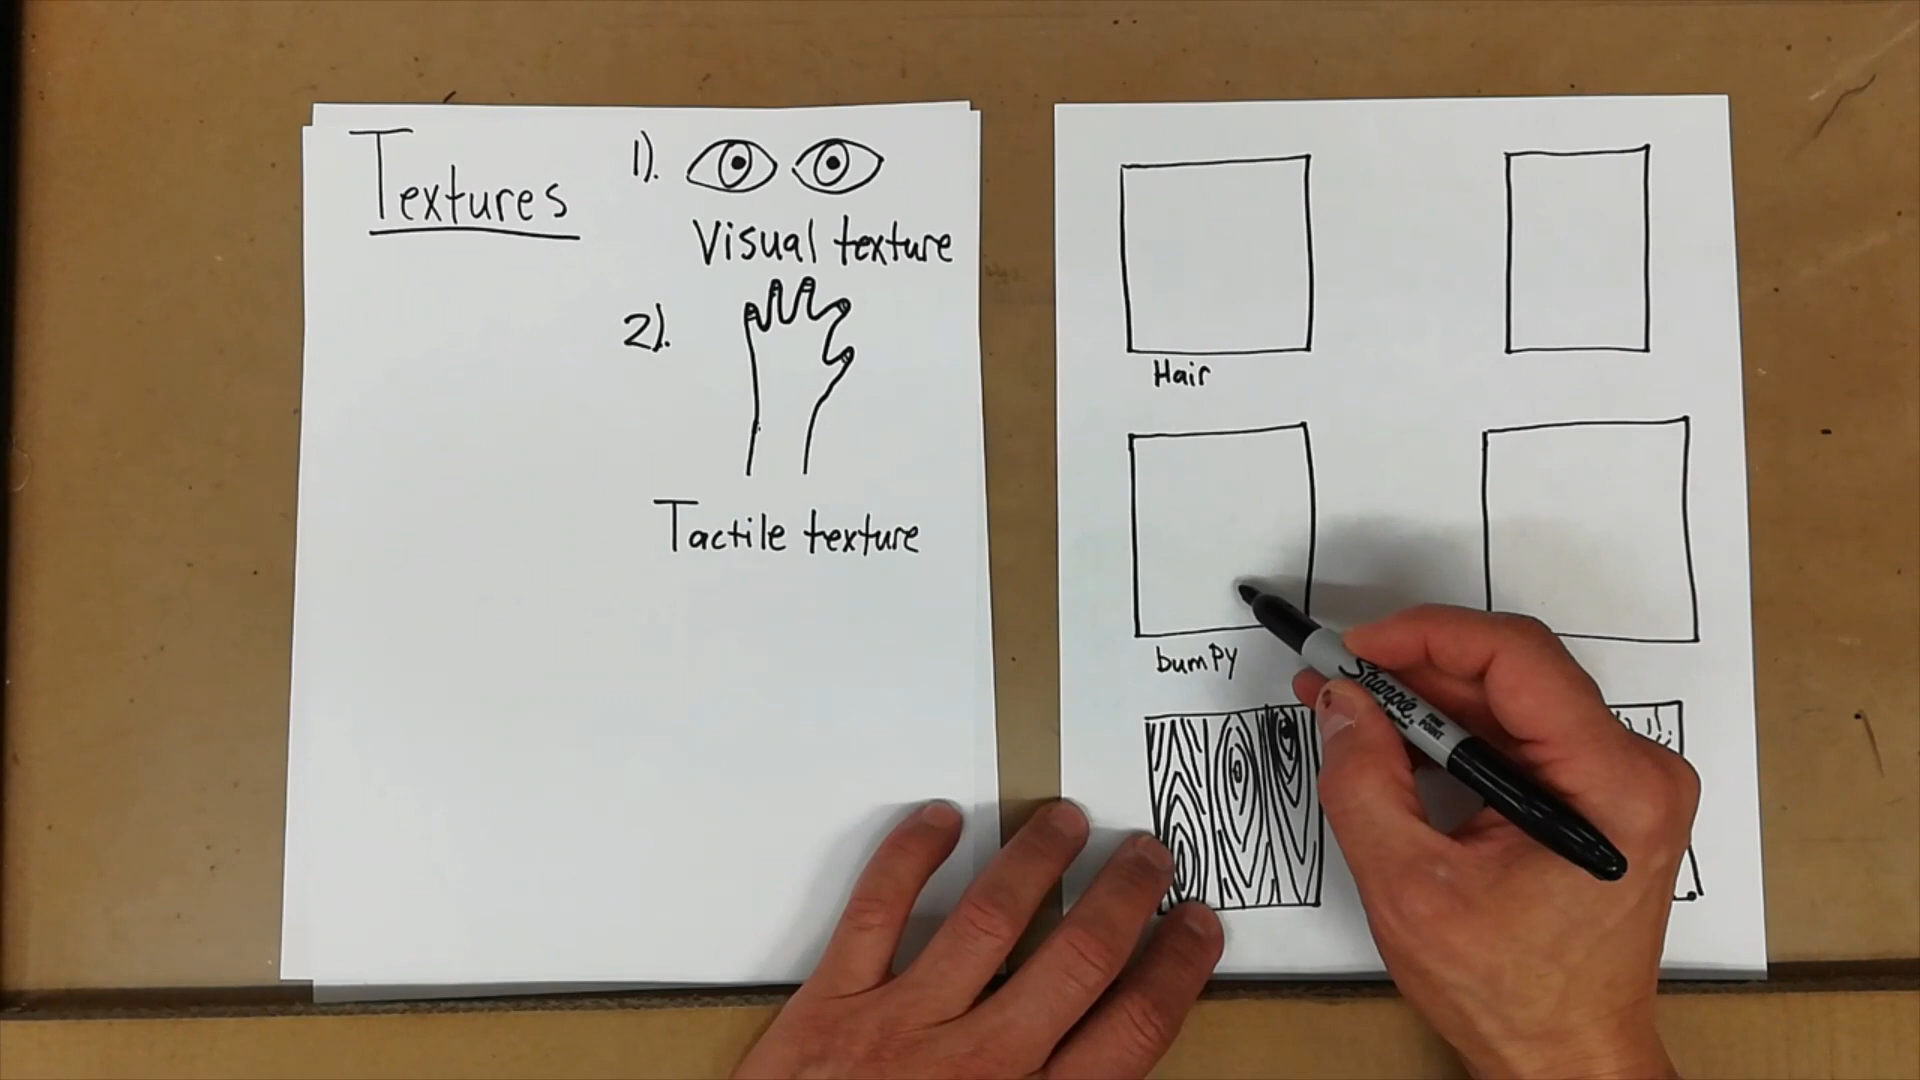 Textures
1).
Visual texture
2).
Tactile texture
Hair
bumpy
Sharpie
FINE POINT